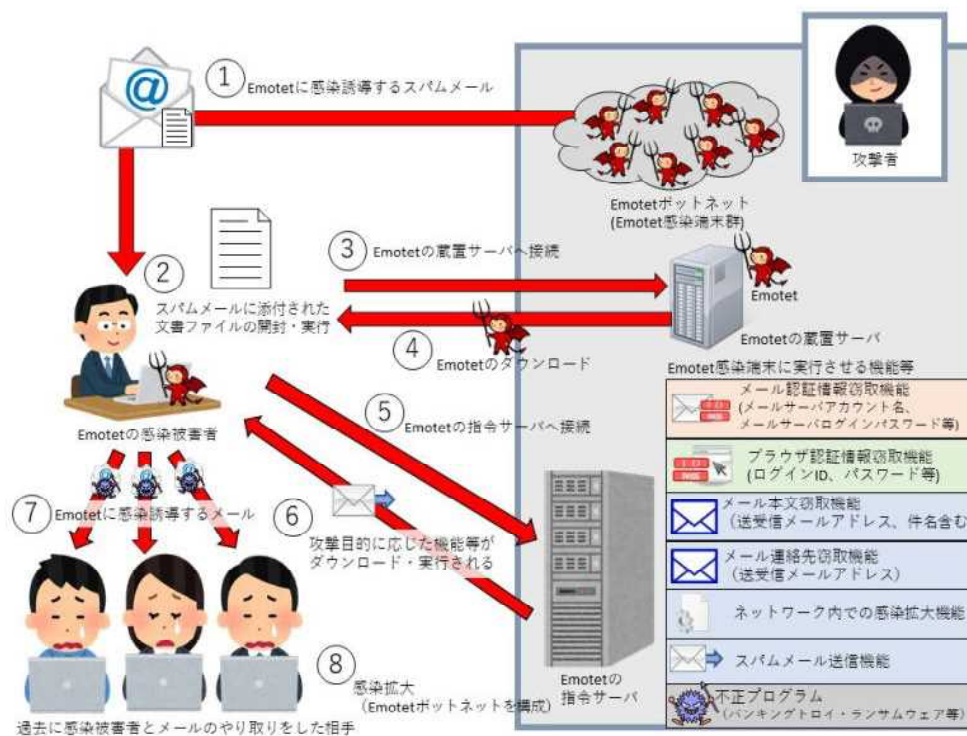 攻撃者
① Emotetに感染誘導するスパムメール
Emotetボットネット
(Emotet感染端末群)
②
スパムメールに添付された
文書ファイルの開封・実行
③ Emotetの蔵置サーバへ接続
Emotet
Emotetの蔵置サーバ
④ Emotetのダウンロード
Emotetの感染被害者
⑤
Emotetの指令サーバへ接続
⑥
攻撃目的に応じた機能等が
ダウンロード・実行される
Emotetの
指令サーバ
⑦ Emotetに感染誘導するメール
⑧
感染拡大
(Emotetボットネットを構成)
過去に感染被害者とメールのやり取りをした相手
Emotet感染端末に実行させる機能等
メール認証情報窃取機能
(メールサーバアカウント名、
メールサーバログインパスワード等)
ブラウザ認証情報窃取機能
(ログインID、パスワード等)
メール本文窃取機能
(送受信メールアドレス、件名含む
メール連絡先窃取機能
(送受信メールアドレス)
ネットワーク内での感染拡大機能
スパムメール送信機能
不正プログラム
(バンキングトロイ・ランサムウェア等)